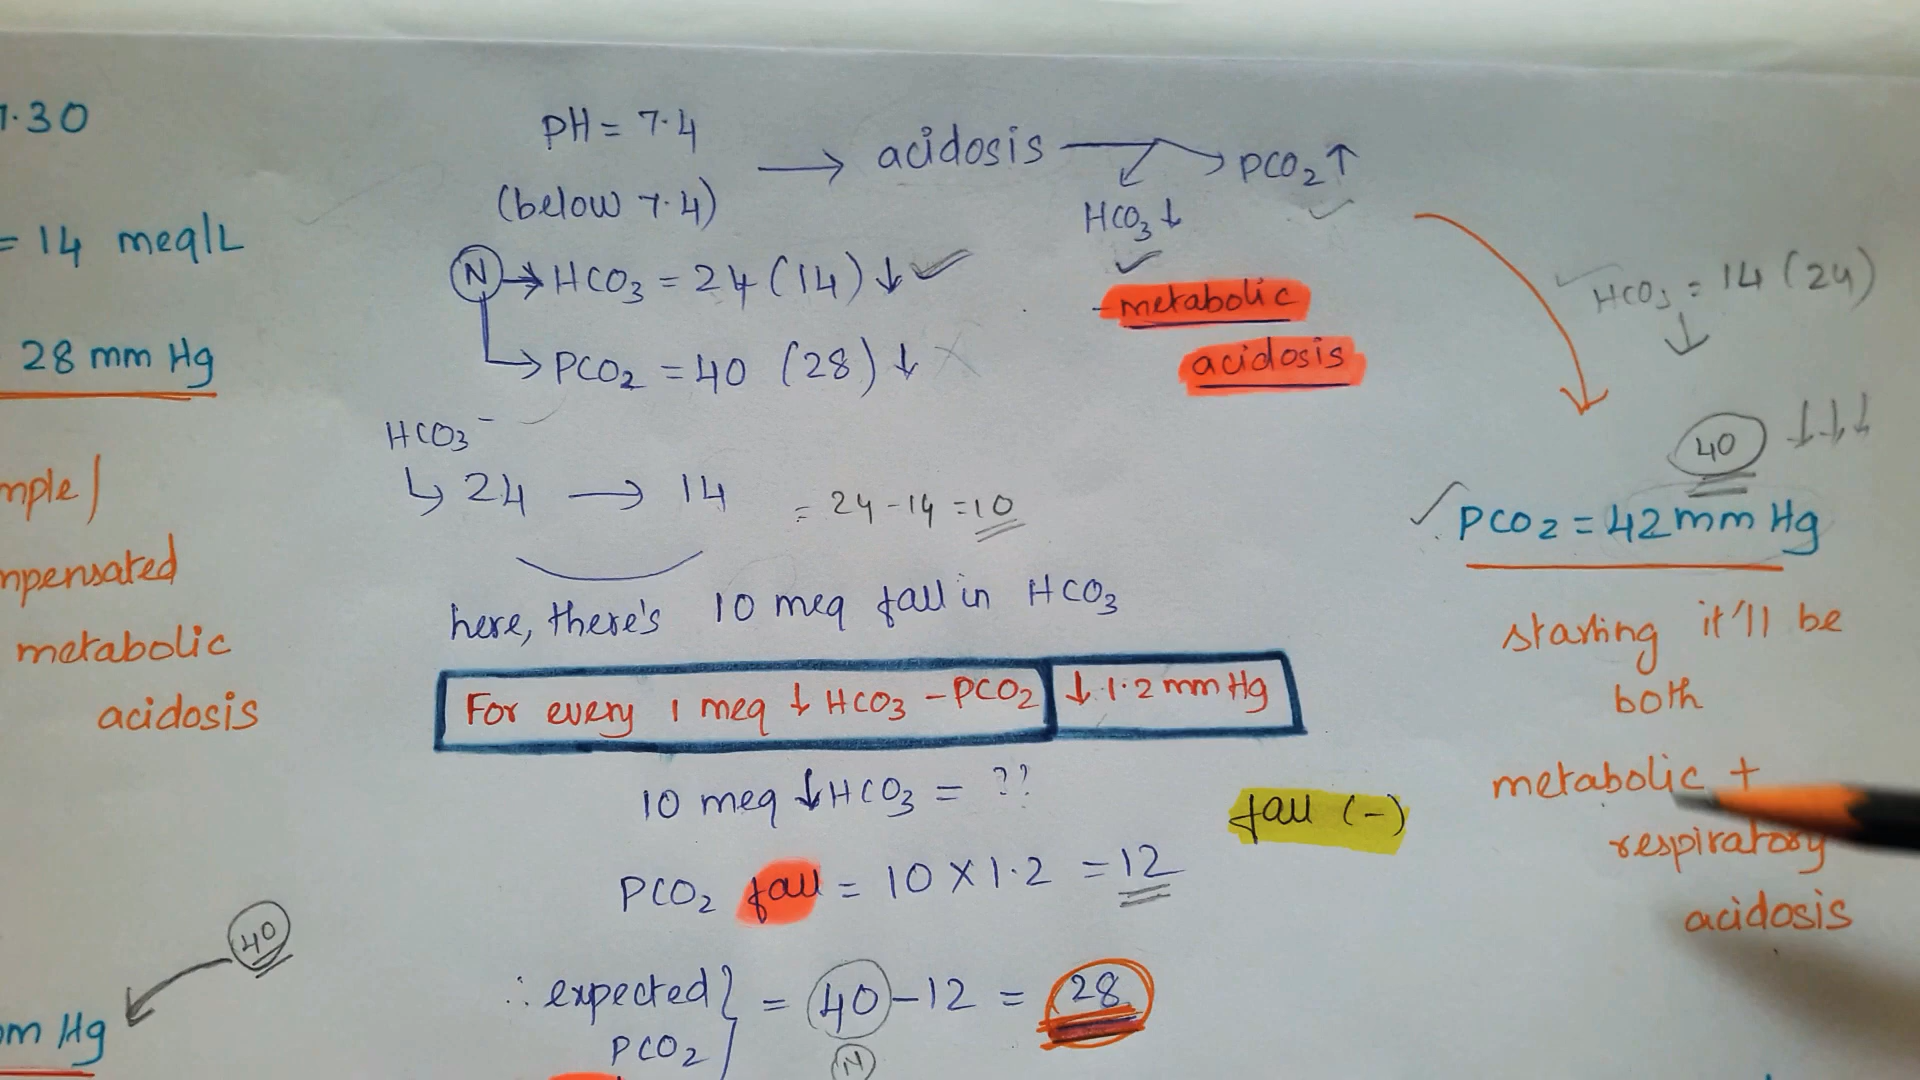 7.30
= 14 meq/L
28 mm Hg
mple/
mpensated
metabolic
acidosis
40
mm Hg
PH = 7.4
(below 7.4)
→ acidosis → PCO2 ↑
HCO3 ↓
- metabolic
acidosis
N → HCO3 = 24 (14) ↓ ✓
↳ PCO2 = 40 (28) ↓ ×
HCO3⁻
↳ 24 → 14 = 24 - 14 = 10
here, there's 10 meq fall in HCO3
For every 1 meq ↓ HCO3 - PCO2 ↓ 1.2 mm Hg
10 meq ↓ HCO3 = ??
fall (-)
PCO2 fall = 10 × 1.2 = 12
∴ expected } = 40 - 12 = 28
PCO2
N
HCO3 = 14 (24)
↓
40 ↓↓↓
✓ PCO2 = 42 mm Hg
starting it'll be
both
metabolic +
respiratory
acidosis